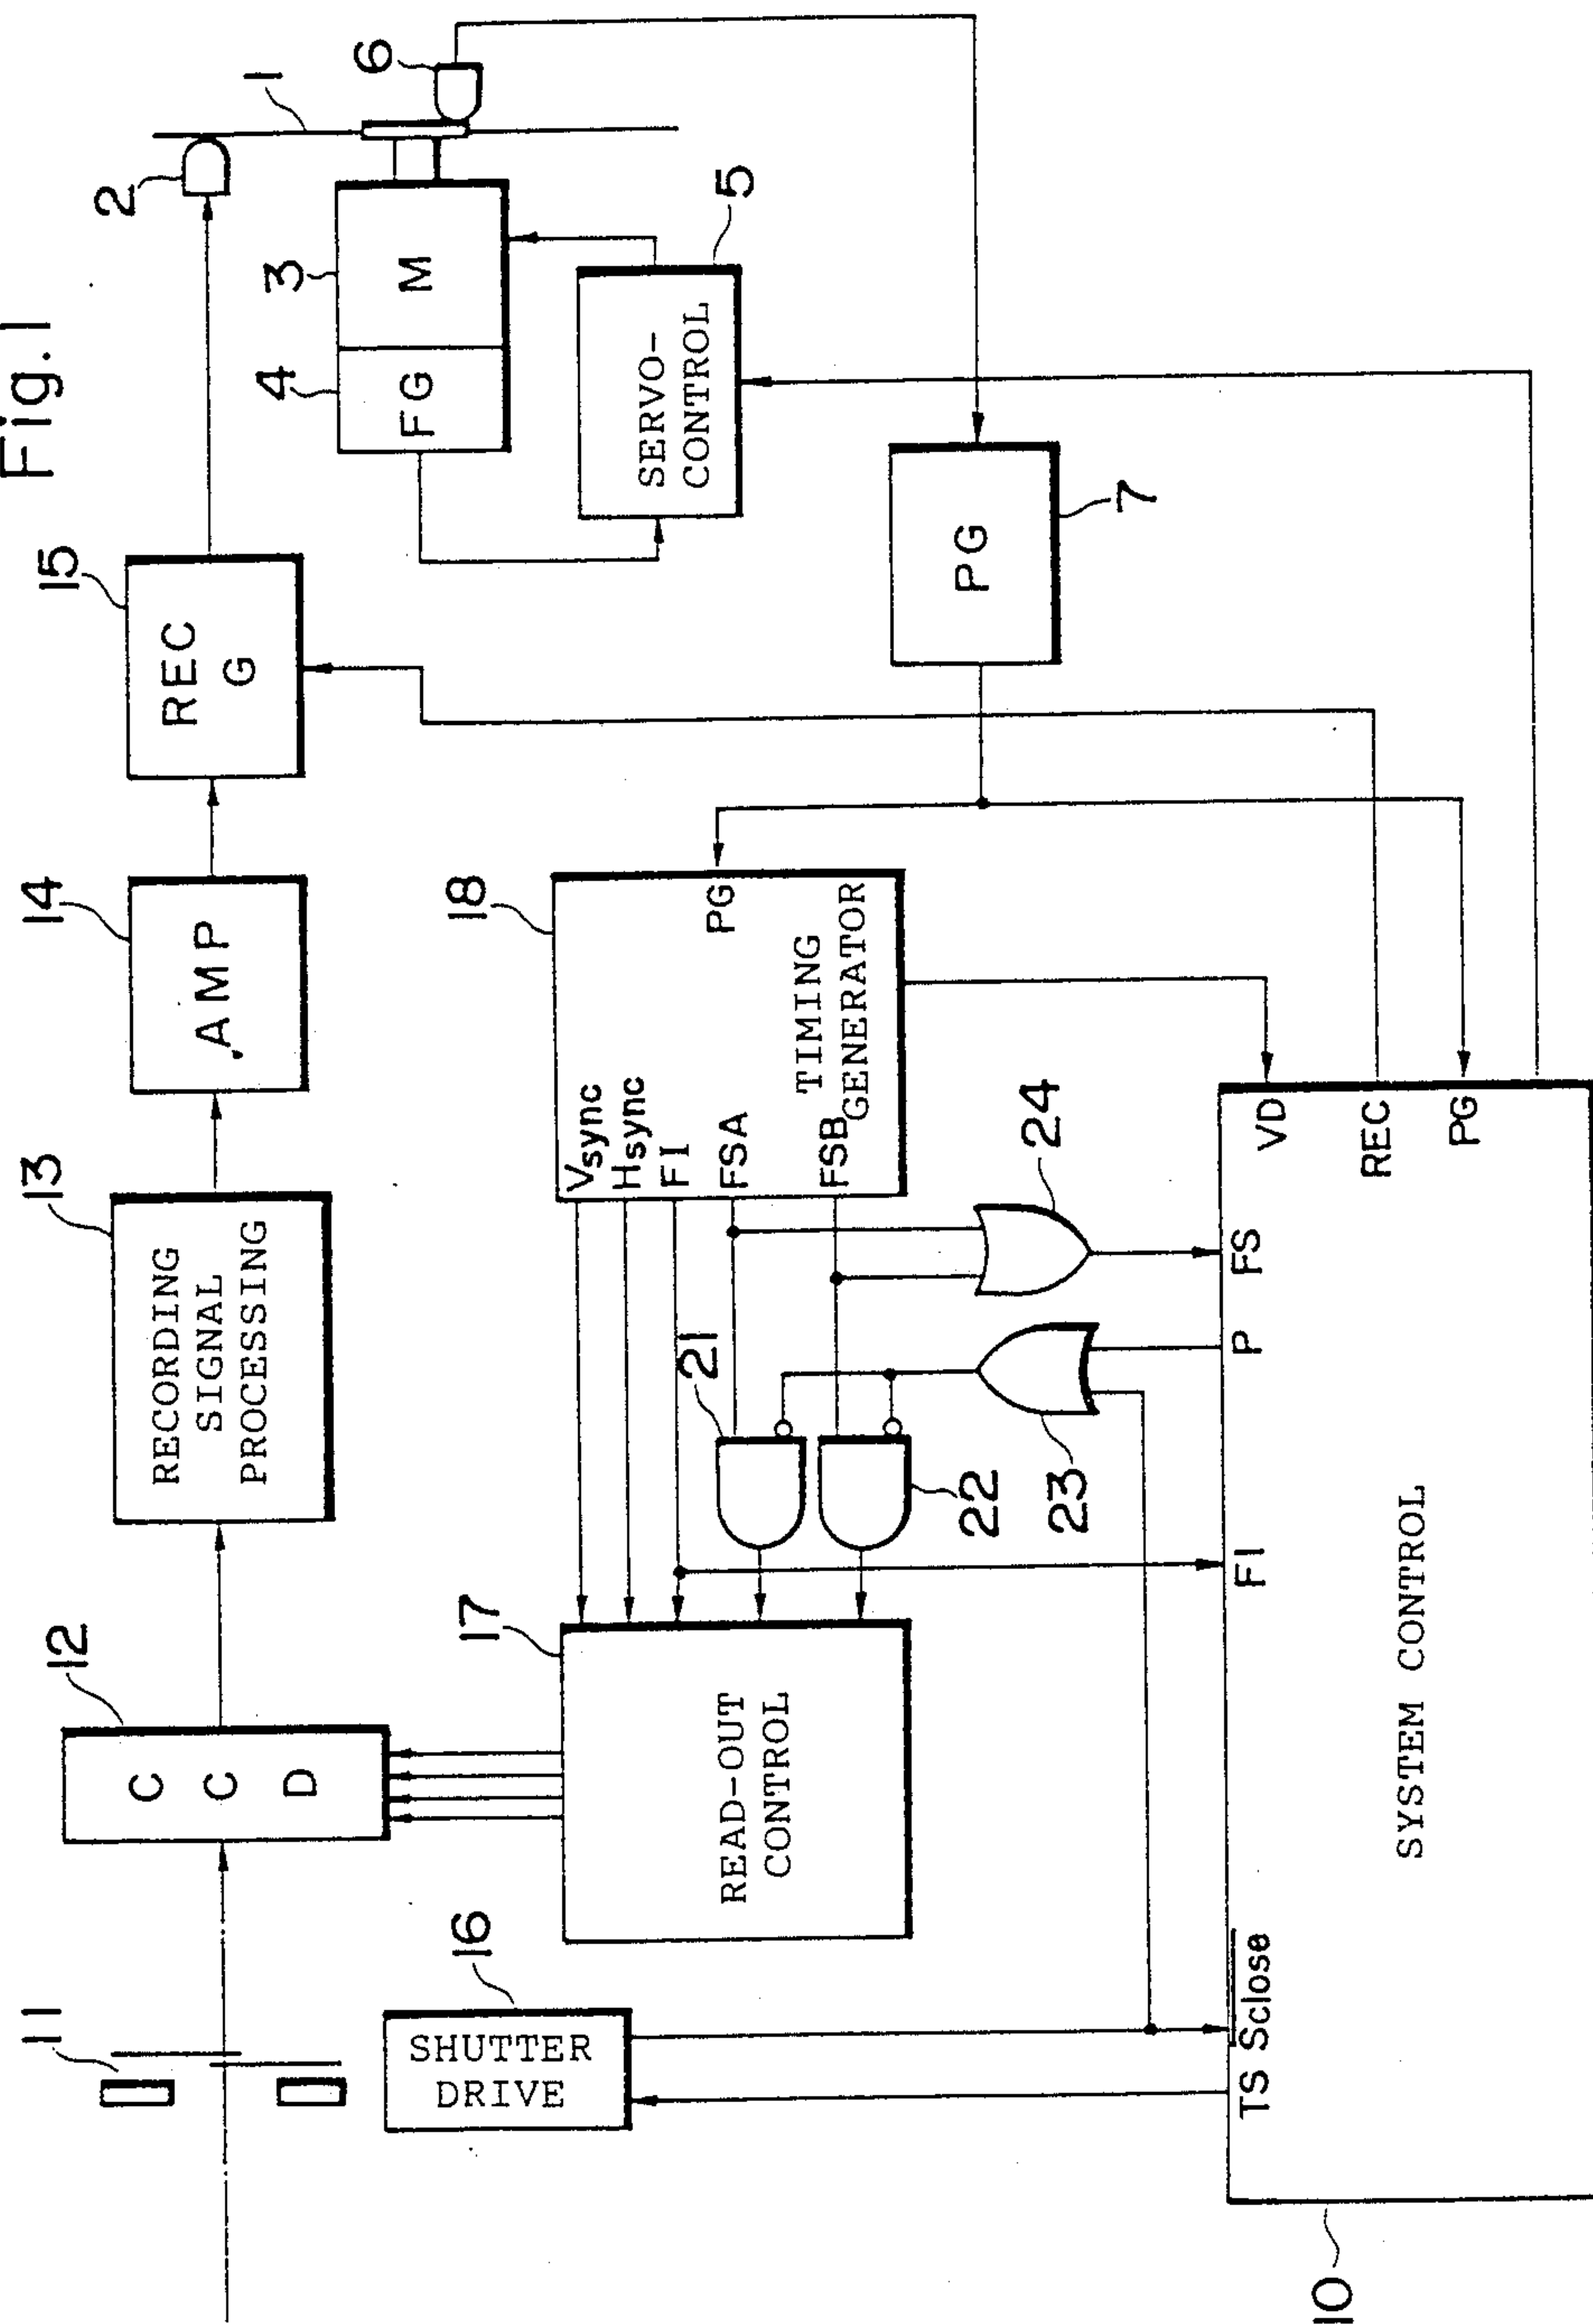 Fig.1
11
12
C
C
D
13
RECORDING
SIGNAL
PROCESSING
14
AMP
15
REC
G
2
1
6
3
M
4
FG
5
SERVO-
CONTROL
7
PG
16
SHUTTER
DRIVE
17
READ-OUT
CONTROL
18
Vsync
Hsync
FI
FSA
FSB
PG
TIMING
GENERATOR
21
22
23
24
10
TS
Sclose
FI
P
FS
VD
REC
PG
SYSTEM CONTROL